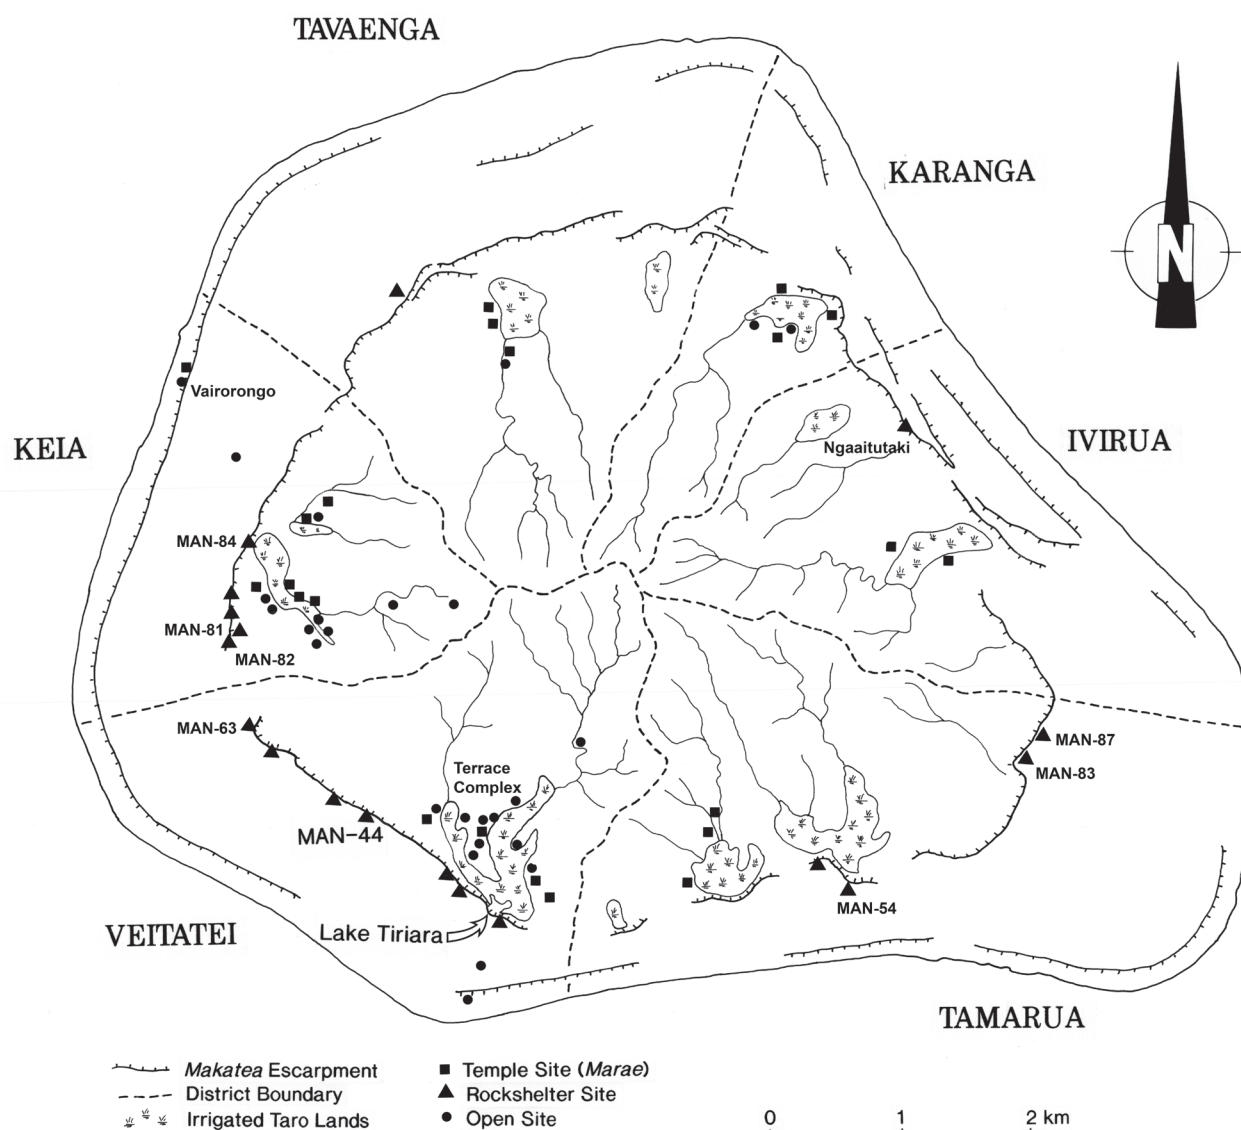 TAVAENGA
KARANGA
N
Vairorongo
KEIA
IVIRUA
Ngaaitutaki
MAN-84
MAN-81
MAN-82
MAN-63
MAN-87
MAN-83
Terrace
Complex
MAN-44
MAN-54
Lake Tiriara
VEITATEI
TAMARUA
Makatea Escarpment
District Boundary
Irrigated Taro Lands
Temple Site (Marae)
Rockshelter Site
Open Site
0 1 2 km